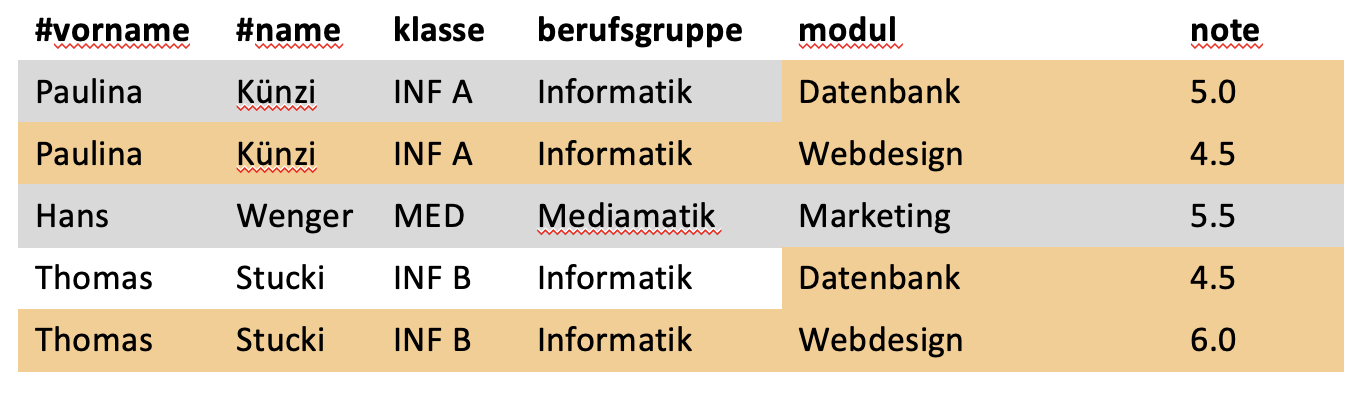 #vorname #name klasse berufsgruppe modul note
Paulina Künzi INF A Informatik Datenbank 5.0
Paulina Künzi INF A Informatik Webdesign 4.5
Hans Wenger MED Mediamatik Marketing 5.5
Thomas Stucki INF B Informatik Datenbank 4.5
Thomas Stucki INF B Informatik Webdesign 6.0